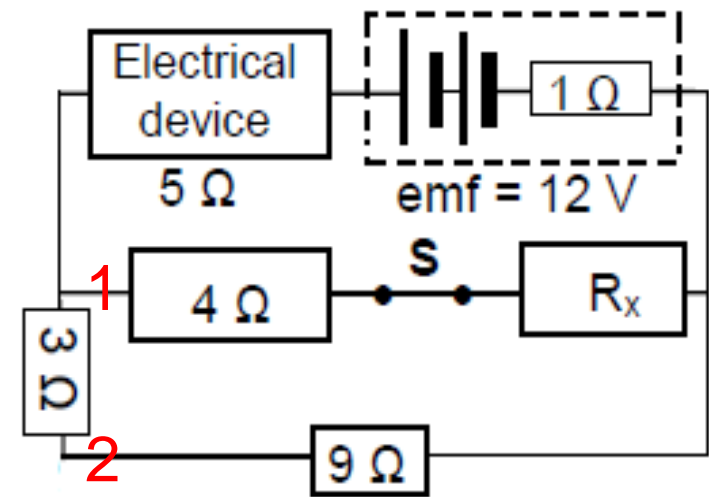 Electrical
device
5 Ω
1 Ω
emf = 12 V
S
1
4 Ω
Rₓ
3 Ω
2
9 Ω